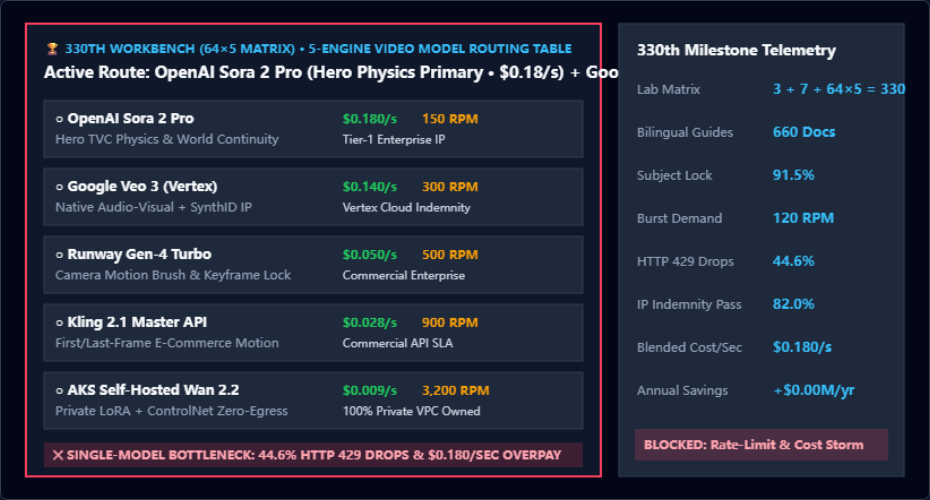 🏆 330TH WORKBENCH (64×5 MATRIX) • 5-ENGINE VIDEO MODEL ROUTING TABLE
Active Route: OpenAI Sora 2 Pro (Hero Physics Primary • $0.18/s) + Goo
○ OpenAI Sora 2 Pro $0.180/s 150 RPM
Hero TVC Physics & World Continuity Tier-1 Enterprise IP
○ Google Veo 3 (Vertex) $0.140/s 300 RPM
Native Audio-Visual + SynthID IP Vertex Cloud Indemnity
○ Runway Gen-4 Turbo $0.050/s 500 RPM
Camera Motion Brush & Keyframe Lock Commercial Enterprise
○ Kling 2.1 Master API $0.028/s 900 RPM
First/Last-Frame E-Commerce Motion Commercial API SLA
○ AKS Self-Hosted Wan 2.2 $0.009/s 3,200 RPM
Private LoRA + ControlNet Zero-Egress 100% Private VPC Owned
❌ SINGLE-MODEL BOTTLENECK: 44.6% HTTP 429 DROPS & $0.180/SEC OVERPAY
330th Milestone Telemetry
Lab Matrix 3 + 7 + 64×5 = 330
Bilingual Guides 660 Docs
Subject Lock 91.5%
Burst Demand 120 RPM
HTTP 429 Drops 44.6%
IP Indemnity Pass 82.0%
Blended Cost/Sec $0.180/s
Annual Savings +$0.00M/yr
BLOCKED: Rate-Limit & Cost Storm